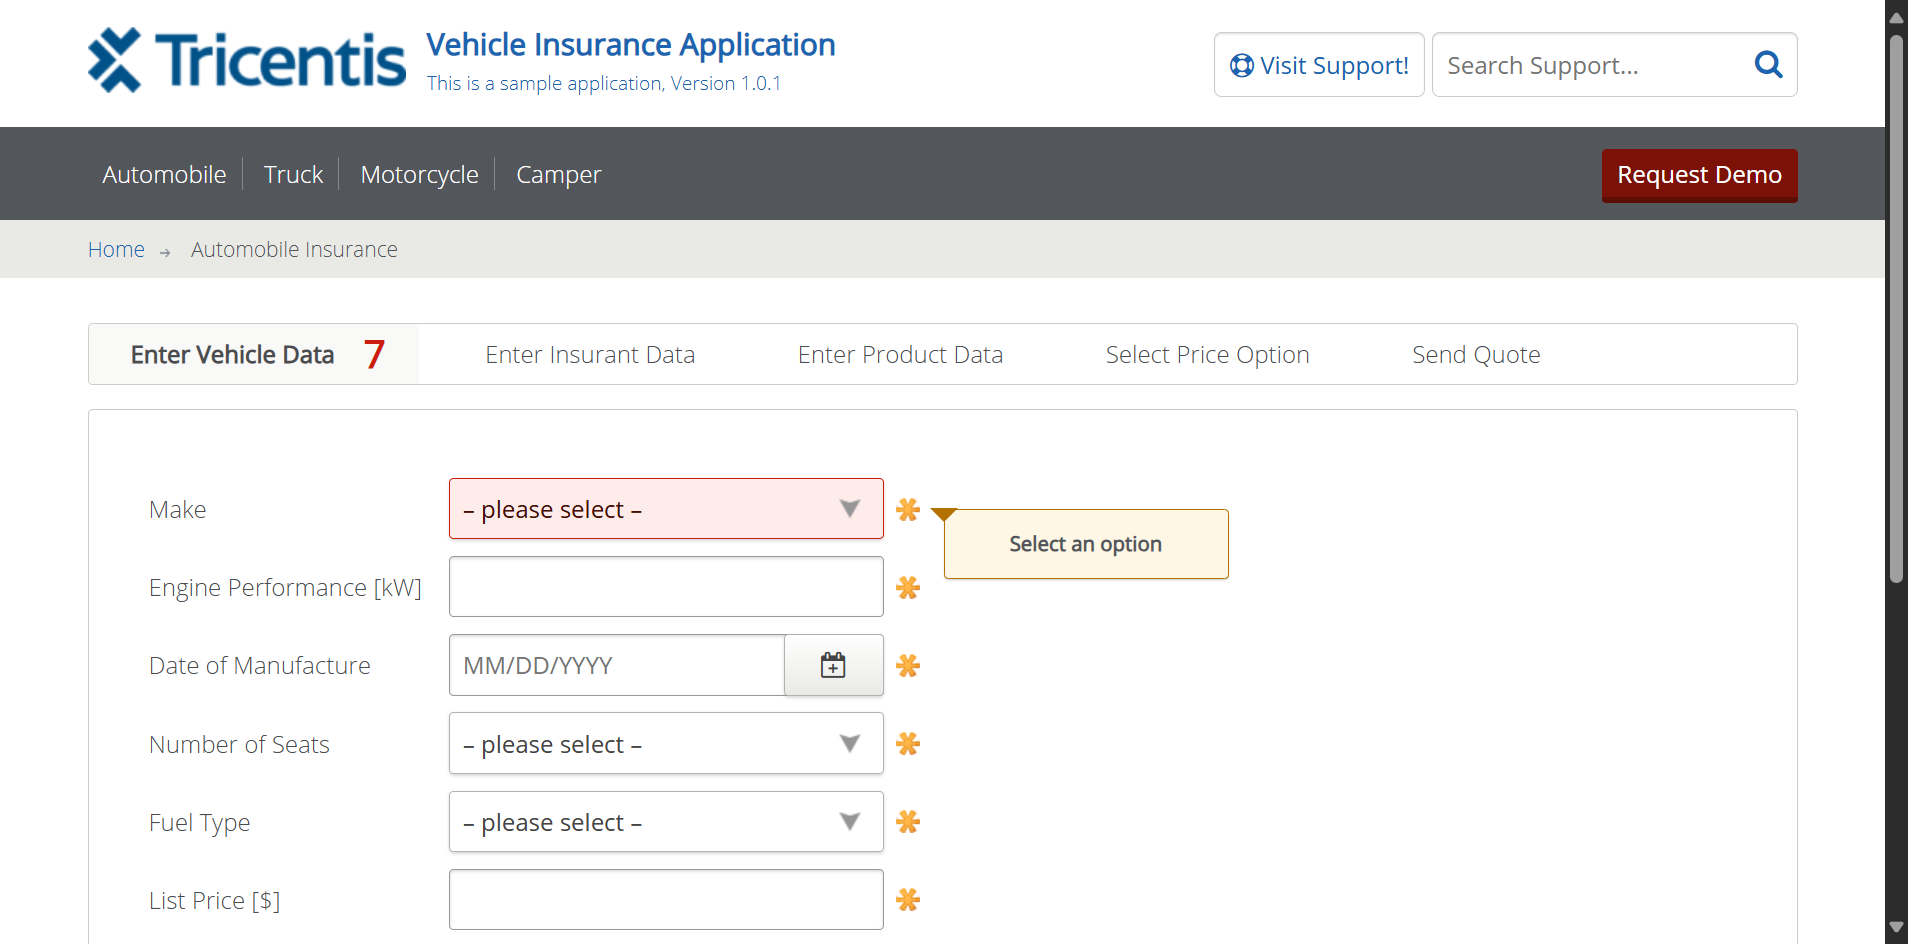 Tricentis
Vehicle Insurance Application
This is a sample application, Version 1.0.1
Visit Support!
Search Support...
Automobile
Truck
Motorcycle
Camper
Request Demo
Home
Automobile Insurance
Enter Vehicle Data 7
Enter Insurant Data
Enter Product Data
Select Price Option
Send Quote
Make
– please select –
Select an option
Engine Performance [kW]
Date of Manufacture
MM/DD/YYYY
Number of Seats
– please select –
Fuel Type
– please select –
List Price [$]